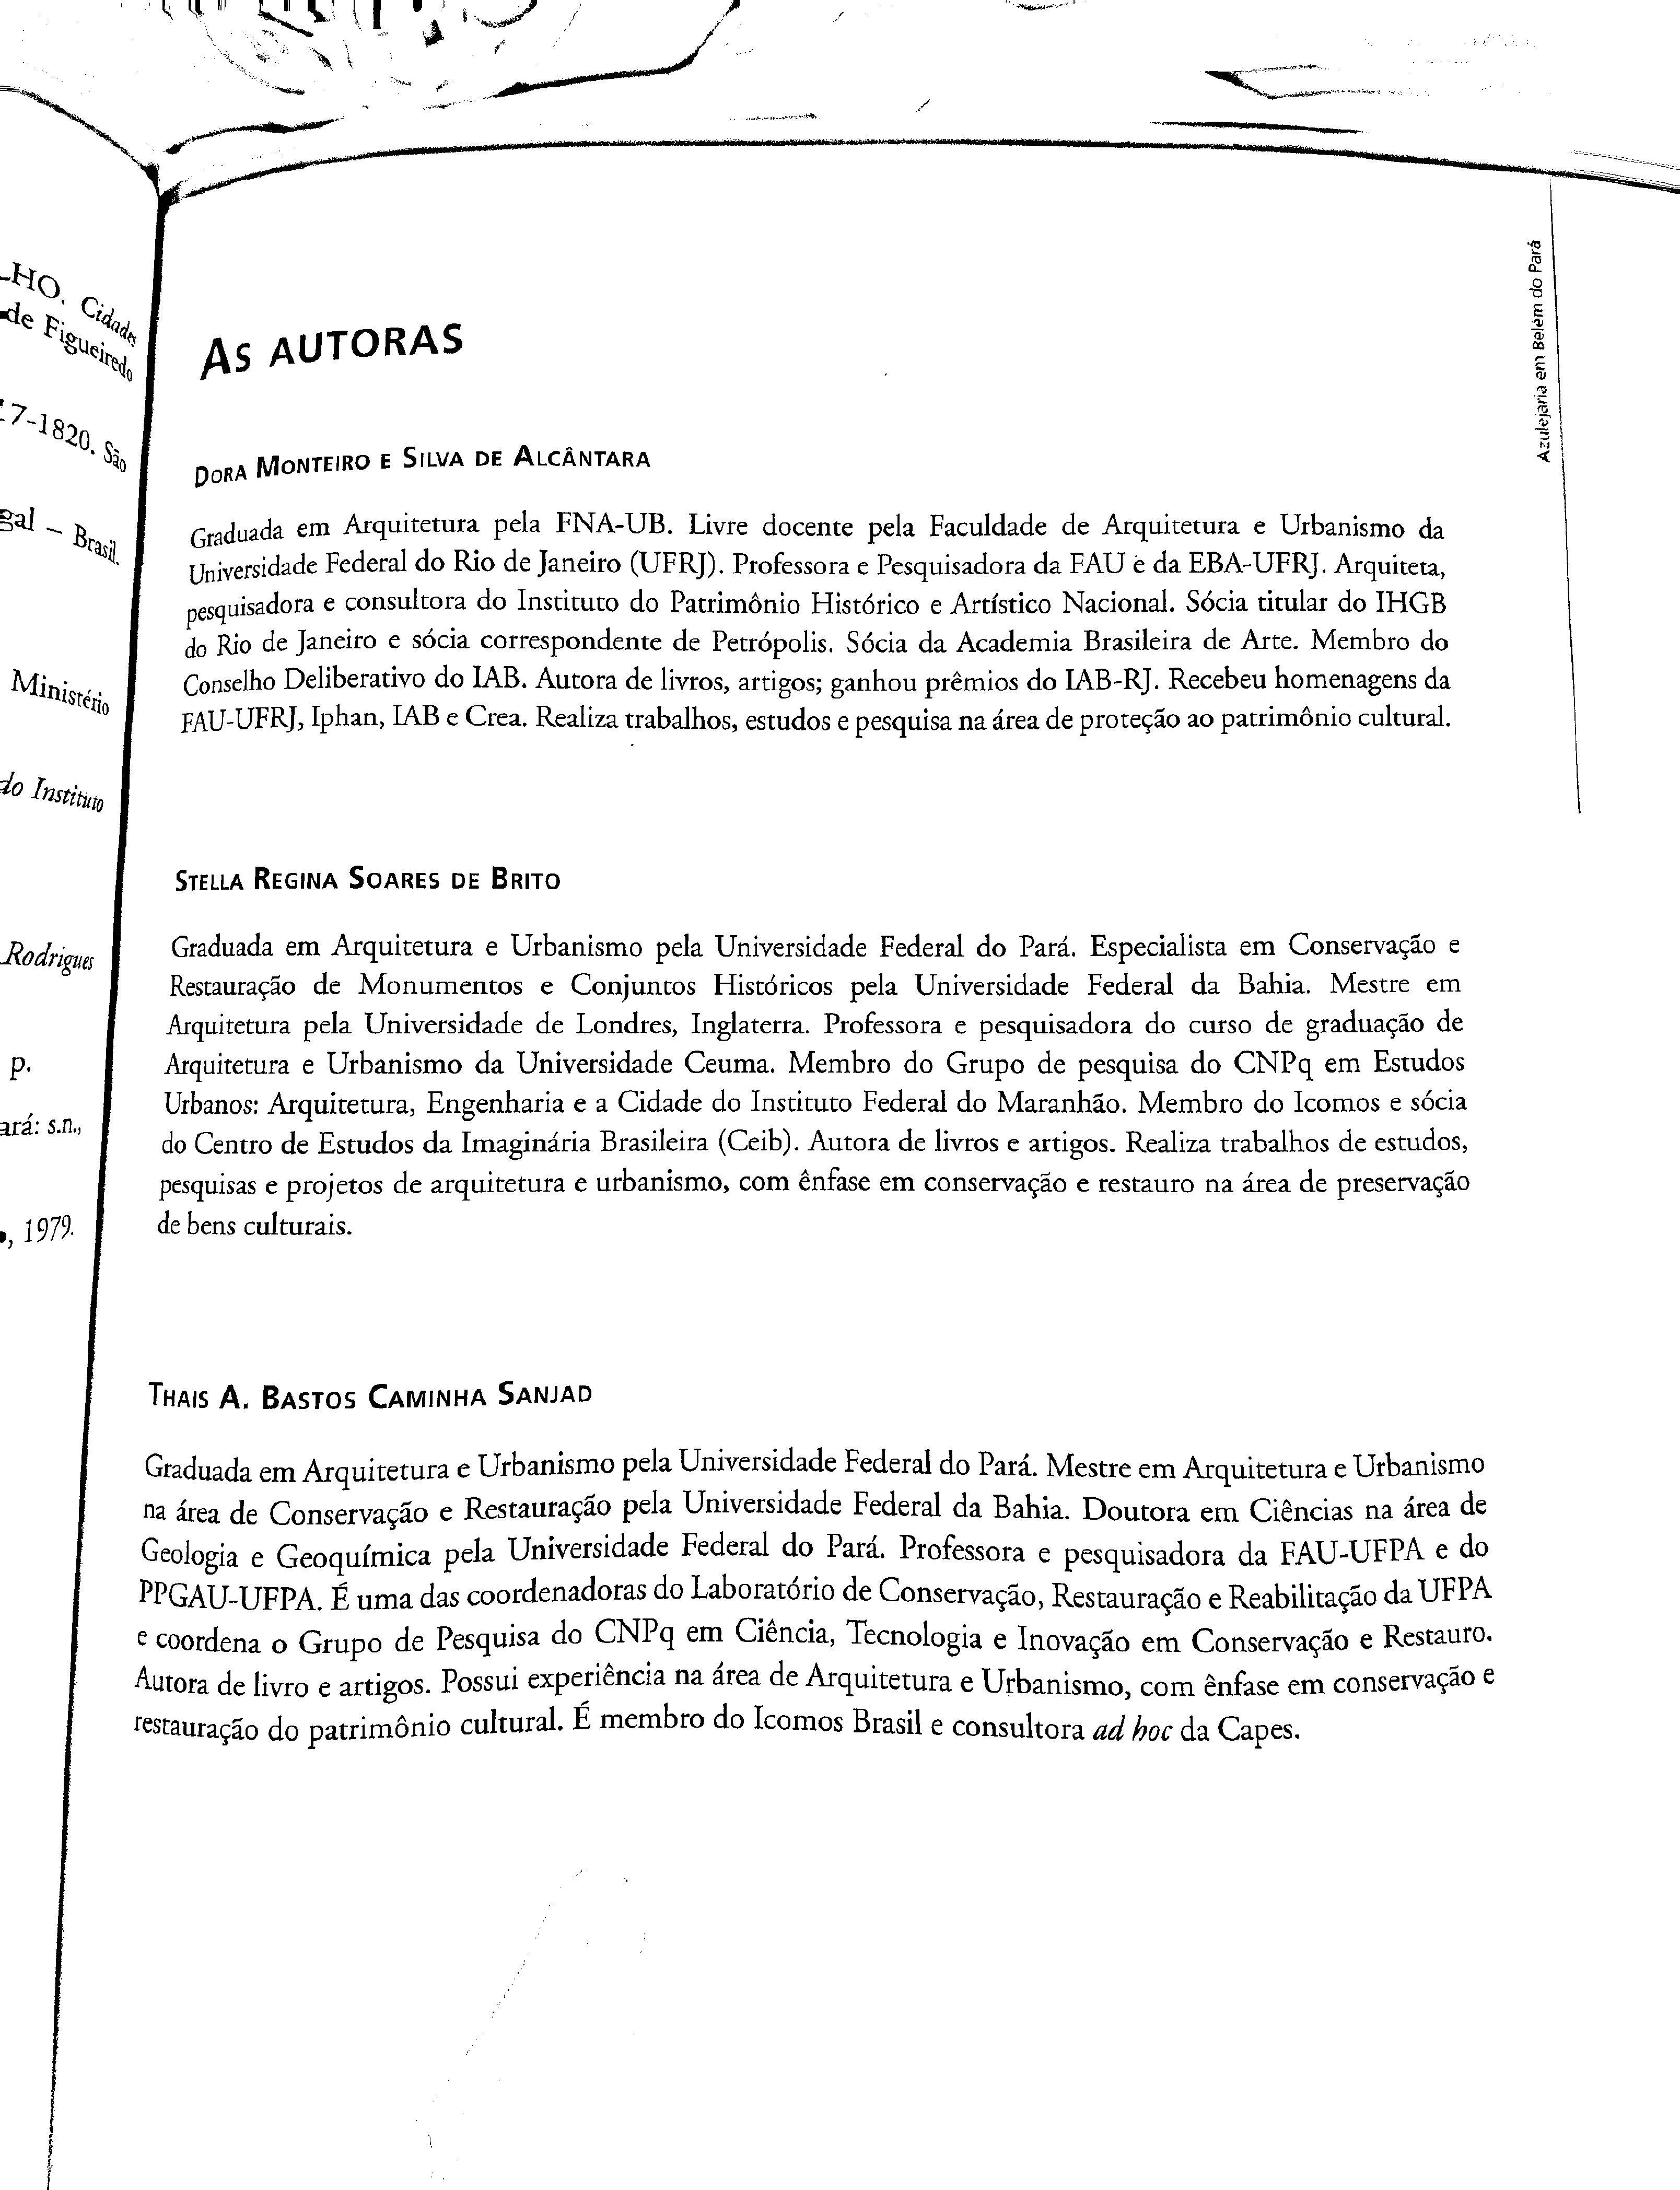 HO. Cidades
de Figueiredo
7-1820. São
gal – Brasil.
Ministério
do Instituto
Rodrigues
p.
ará: s.n.,
, 1979.
Azulejaria em Belém do Pará
AS AUTORAS
DORA MONTEIRO E SILVA DE ALCÂNTARA
Graduada em Arquitetura pela FNA-UB. Livre docente pela Faculdade de Arquitetura e Urbanismo da
Universidade Federal do Rio de Janeiro (UFRJ). Professora e Pesquisadora da FAU e da EBA-UFRJ. Arquiteta,
pesquisadora e consultora do Instituto do Patrimônio Histórico e Artístico Nacional. Sócia titular do IHGB
do Rio de Janeiro e sócia correspondente de Petrópolis. Sócia da Academia Brasileira de Arte. Membro do
Conselho Deliberativo do IAB. Autora de livros, artigos; ganhou prêmios do IAB-RJ. Recebeu homenagens da
FAU-UFRJ, Iphan, IAB e Crea. Realiza trabalhos, estudos e pesquisa na área de proteção ao patrimônio cultural.
STELLA REGINA SOARES DE BRITO
Graduada em Arquitetura e Urbanismo pela Universidade Federal do Pará. Especialista em Conservação e
Restauração de Monumentos e Conjuntos Históricos pela Universidade Federal da Bahia. Mestre em
Arquitetura pela Universidade de Londres, Inglaterra. Professora e pesquisadora do curso de graduação de
Arquitetura e Urbanismo da Universidade Ceuma. Membro do Grupo de pesquisa do CNPq em Estudos
Urbanos: Arquitetura, Engenharia e a Cidade do Instituto Federal do Maranhão. Membro do Icomos e sócia
do Centro de Estudos da Imaginária Brasileira (Ceib). Autora de livros e artigos. Realiza trabalhos de estudos,
pesquisas e projetos de arquitetura e urbanismo, com ênfase em conservação e restauro na área de preservação
de bens culturais.
THAIS A. BASTOS CAMINHA SANJAD
Graduada em Arquitetura e Urbanismo pela Universidade Federal do Pará. Mestre em Arquitetura e Urbanismo
na área de Conservação e Restauração pela Universidade Federal da Bahia. Doutora em Ciências na área de
Geologia e Geoquímica pela Universidade Federal do Pará. Professora e pesquisadora da FAU-UFPA e do
PPGAU-UFPA. É uma das coordenadoras do Laboratório de Conservação, Restauração e Reabilitação da UFPA
e coordena o Grupo de Pesquisa do CNPq em Ciência, Tecnologia e Inovação em Conservação e Restauro.
Autora de livro e artigos. Possui experiência na área de Arquitetura e Urbanismo, com ênfase em conservação e
restauração do patrimônio cultural. É membro do Icomos Brasil e consultora ad hoc da Capes.